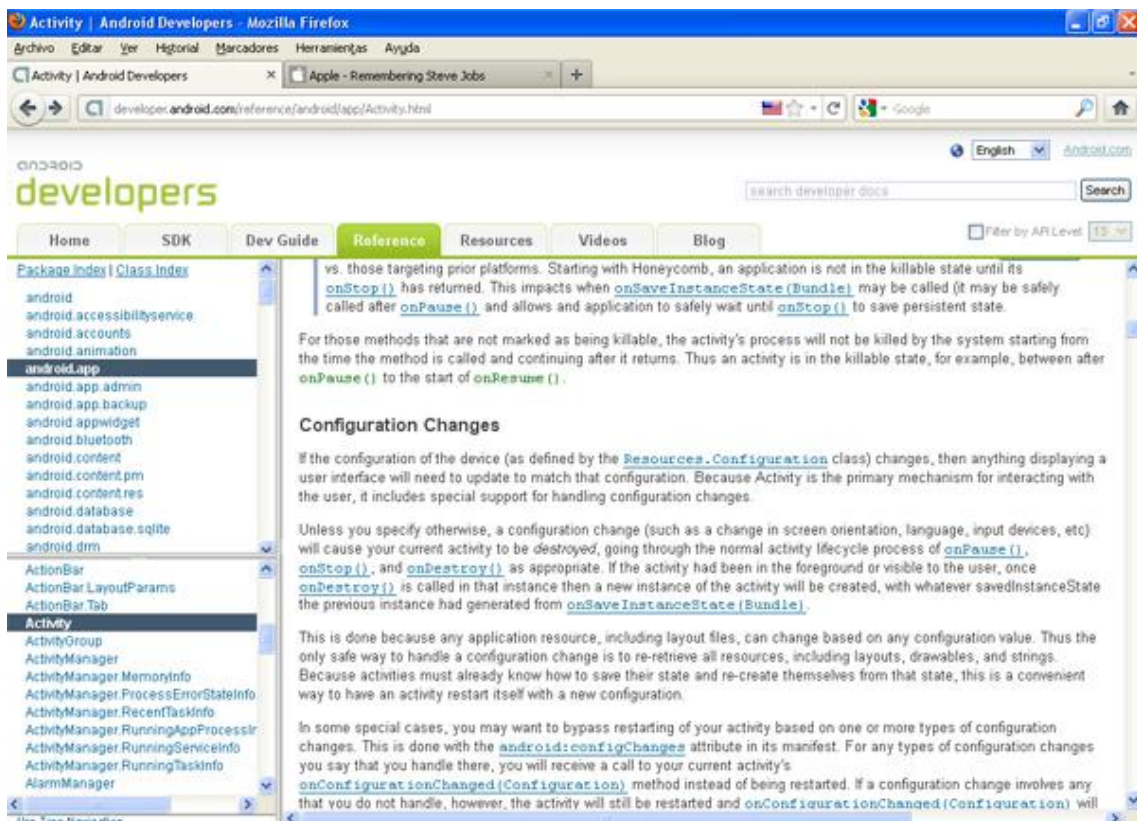 Activity | Android Developers - Mozilla Firefox
Archivo Editar Ver Historial Marcadores Herramientas Ayuda
Activity | Android Developers
Apple - Remembering Steve Jobs
developer.android.com/reference/android/app/Activity.html
Google
English
Android.com
android
developers
search developer docs
Search
Home SDK Dev Guide Reference Resources Videos Blog
Filter by API Level: 13
Package Index | Class Index
android
android.accessibilityservice
android.accounts
android.animation
android.app
android.app.admin
android.app.backup
android.appwidget
android.bluetooth
android.content
android.content.pm
android.content.res
android.database
android.database.sqlite
android.drm
ActionBar
ActionBar.LayoutParams
ActionBar.Tab
Activity
ActivityGroup
ActivityManager
ActivityManager.MemoryInfo
ActivityManager.ProcessErrorStateInfo
ActivityManager.RecentTaskInfo
ActivityManager.RunningAppProcessIr
ActivityManager.RunningServiceInfo
ActivityManager.RunningTaskInfo
AlarmManager
vs. those targeting prior platforms. Starting with Honeycomb, an application is not in the killable state until its
onStop() has returned. This impacts when onSaveInstanceState(Bundle) may be called (it may be safely
called after onPause() and allows and application to safely wait until onStop() to save persistent state.
For those methods that are not marked as being killable, the activity's process will not be killed by the system starting from
the time the method is called and continuing after it returns. Thus an activity is in the killable state, for example, between after
onPause() to the start of onResume().
Configuration Changes
If the configuration of the device (as defined by the Resources.Configuration class) changes, then anything displaying a
user interface will need to update to match that configuration. Because Activity is the primary mechanism for interacting with
the user, it includes special support for handling configuration changes.
Unless you specify otherwise, a configuration change (such as a change in screen orientation, language, input devices, etc)
will cause your current activity to be destroyed, going through the normal activity lifecycle process of onPause(),
onStop(), and onDestroy() as appropriate. If the activity had been in the foreground or visible to the user, once
onDestroy() is called in that instance then a new instance of the activity will be created, with whatever savedInstanceState
the previous instance had generated from onSaveInstanceState(Bundle).
This is done because any application resource, including layout files, can change based on any configuration value. Thus the
only safe way to handle a configuration change is to re-retrieve all resources, including layouts, drawables, and strings.
Because activities must already know how to save their state and re-create themselves from that state, this is a convenient
way to have an activity restart itself with a new configuration.
In some special cases, you may want to bypass restarting of your activity based on one or more types of configuration
changes. This is done with the android:configChanges attribute in its manifest. For any types of configuration changes
you say that you handle there, you will receive a call to your current activity's
onConfigurationChanged(Configuration) method instead of being restarted. If a configuration change involves any
that you do not handle, however, the activity will still be restarted and onConfigurationChanged(Configuration) will